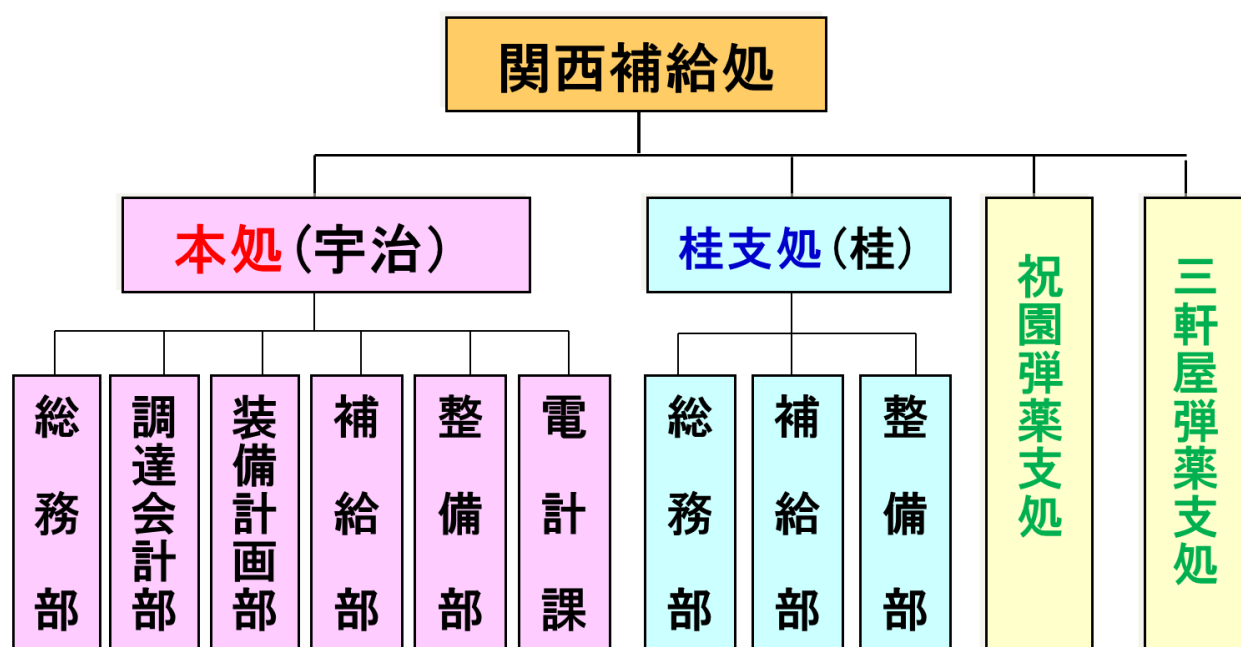 関西補給処
本処(宇治)
桂支処(桂)
祝園弾薬支処
三軒屋弾薬支処
総務部
調達会計部
装備計画部
補給部
整備部
電計課
総務部
補給部
整備部